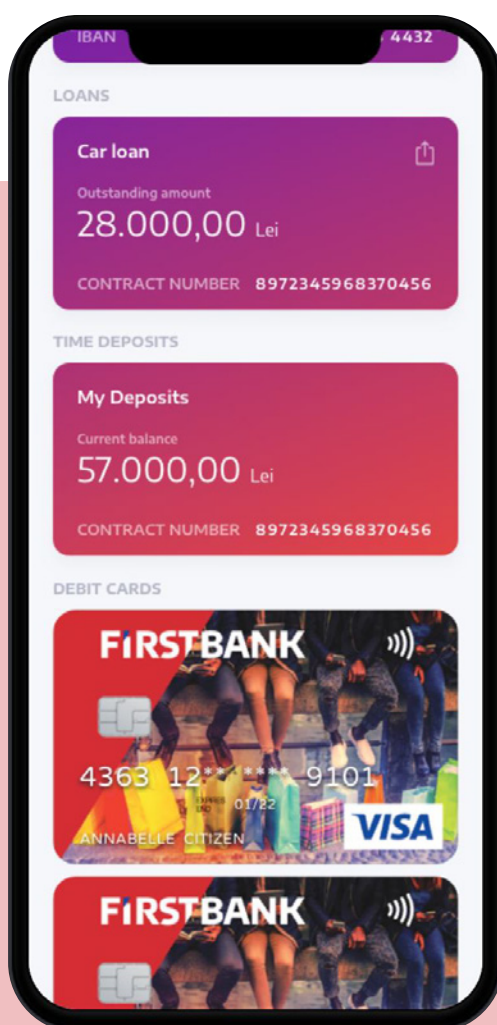 IBAN 4432
LOANS
Car loan
Outstanding amount
28.000,00 Lei
CONTRACT NUMBER 8972345968370456
TIME DEPOSITS
My Deposits
Current balance
57.000,00 Lei
CONTRACT NUMBER 8972345968370456
DEBIT CARDS
FIRSTBANK
4363 12** **** 9101
EXPIRES
END 01/22
VISA
ANNABELLE CITIZEN
FIRSTBANK